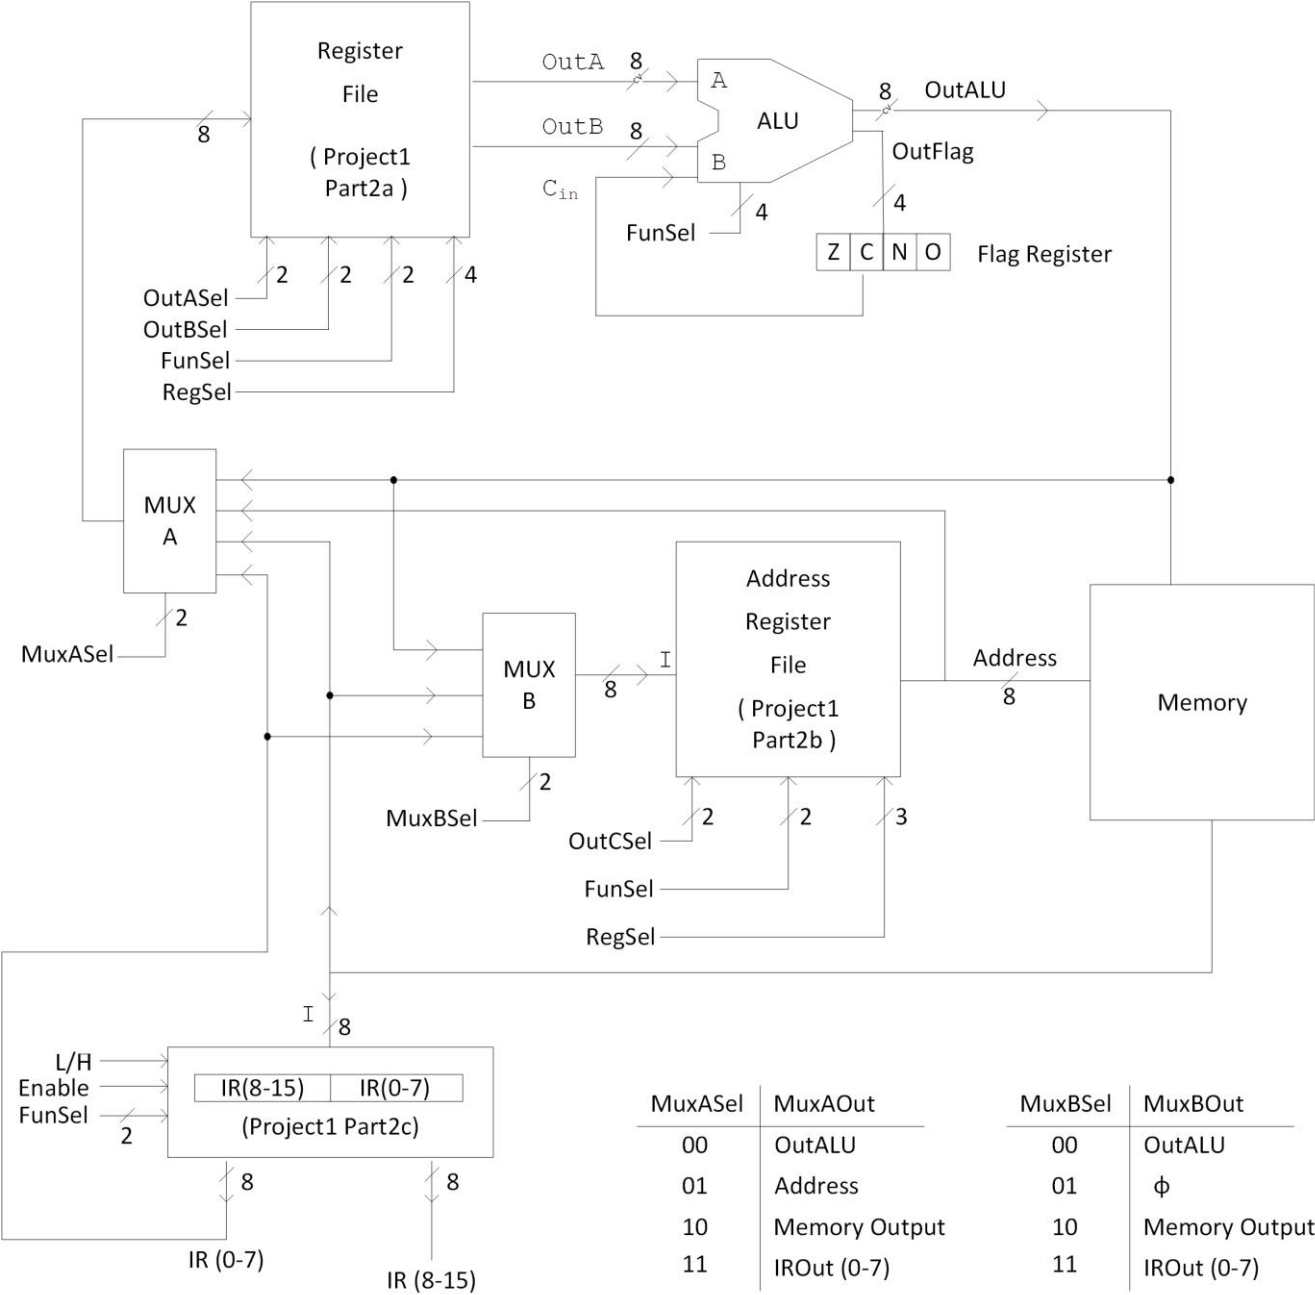 Register
File
( Project1
Part2a )
OutA
8
OutB
8
C_in
A
B
ALU
8
OutALU
OutFlag
4
FunSel
4
Z C N O
Flag Register
8
2
2
2
4
OutASel
OutBSel
FunSel
RegSel
MUX
A
2
MuxASel
MUX
B
2
MuxBSel
8
I
Address
Register
File
( Project1
Part2b )
Address
8
Memory
2
2
3
OutCSel
FunSel
RegSel
I
8
L/H
Enable
FunSel
2
IR(8-15) IR(0-7)
(Project1 Part2c)
8
8
IR (0-7)
IR (8-15)
MuxASel MuxAOut
00 OutALU
01 Address
10 Memory Output
11 IROut (0-7)
MuxBSel MuxBOut
00 OutALU
01 ϕ
10 Memory Output
11 IROut (0-7)